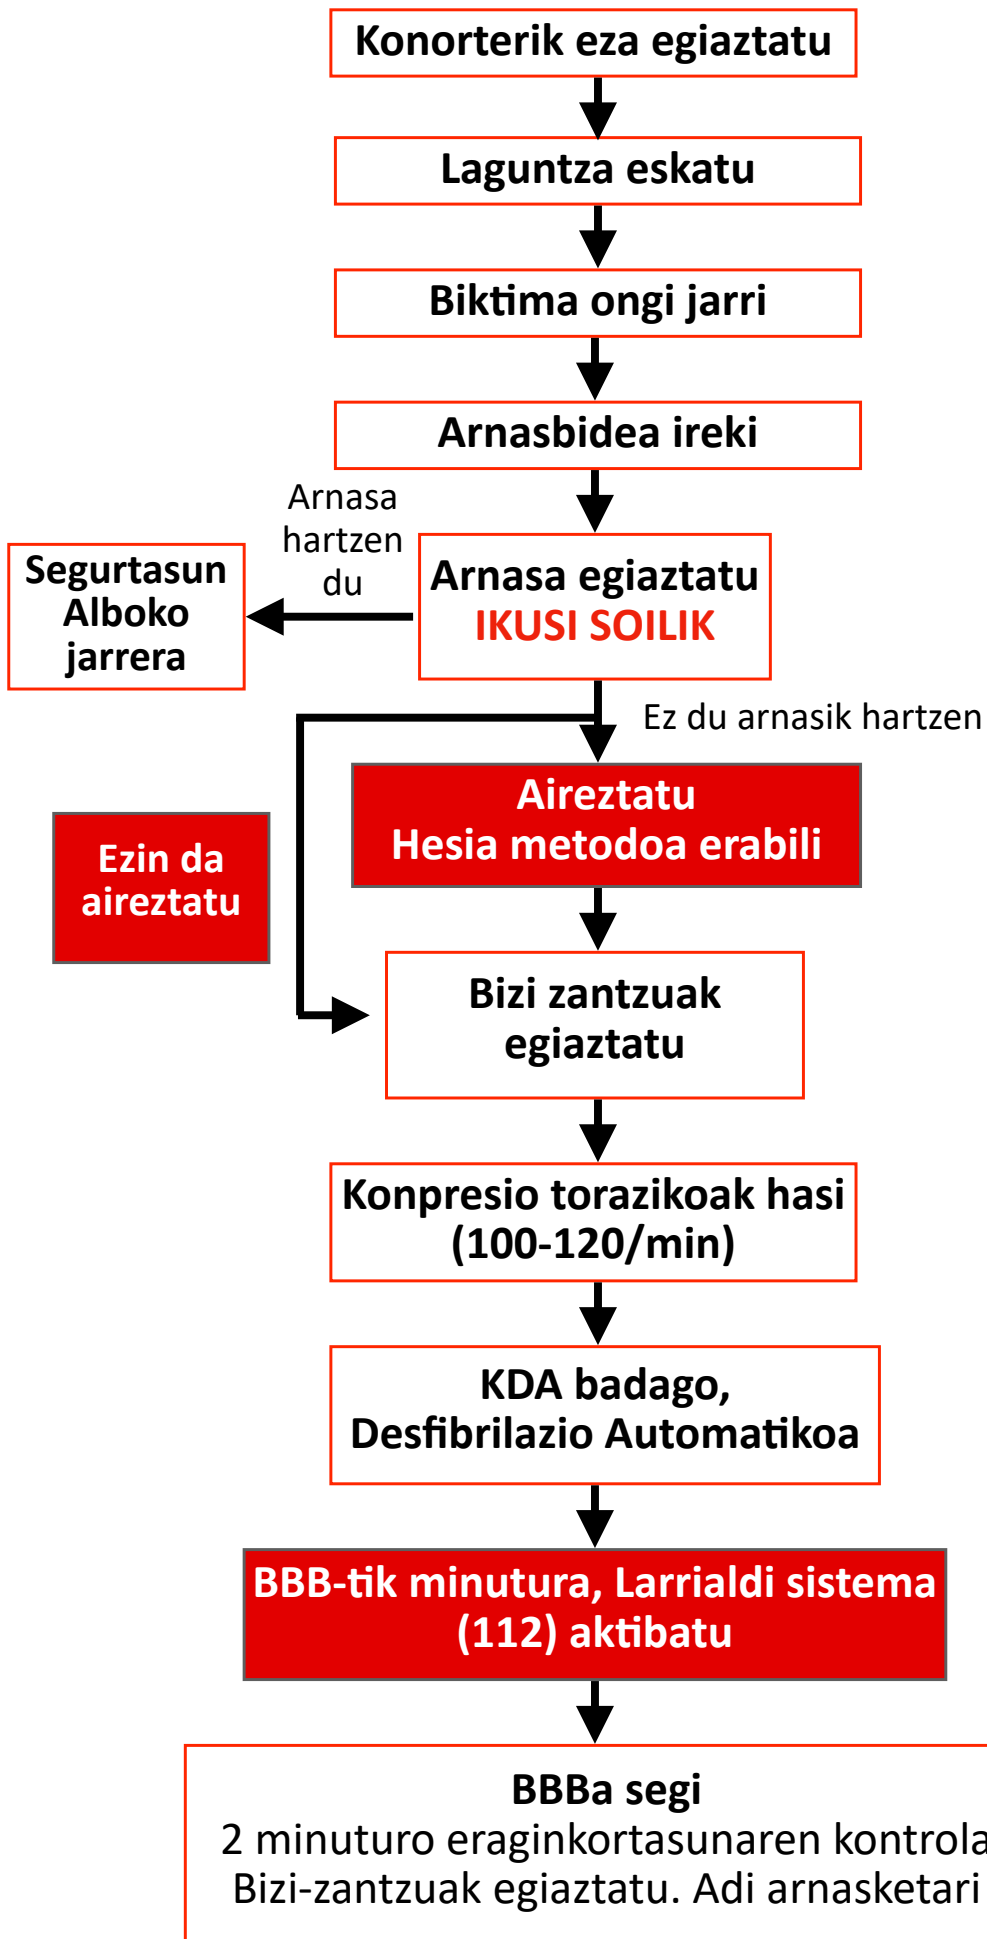 Konorterik eza egiaztatu
Laguntza eskatu
Biktima ongi jarri
Arnasbidea ireki
Arnasa
hartzen
du
Segurtasun
Alboko
jarrera
Arnasa egiaztatu
IKUSI SOILIK
Ez du arnasik hartzen
Aireztatu
Hesia metodoa erabili
Ezin da
aireztatu
Bizi zantzuak
egiaztatu
Konpresio torazikoak hasi
(100-120/min)
KDA badago,
Desfibrilazio Automatikoa
BBB-tik minutura, Larrialdi sistema
(112) aktibatu
BBBa segi
2 minuturo eraginkortasunaren kontrola
Bizi-zantzuak egiaztatu. Adi arnasketari